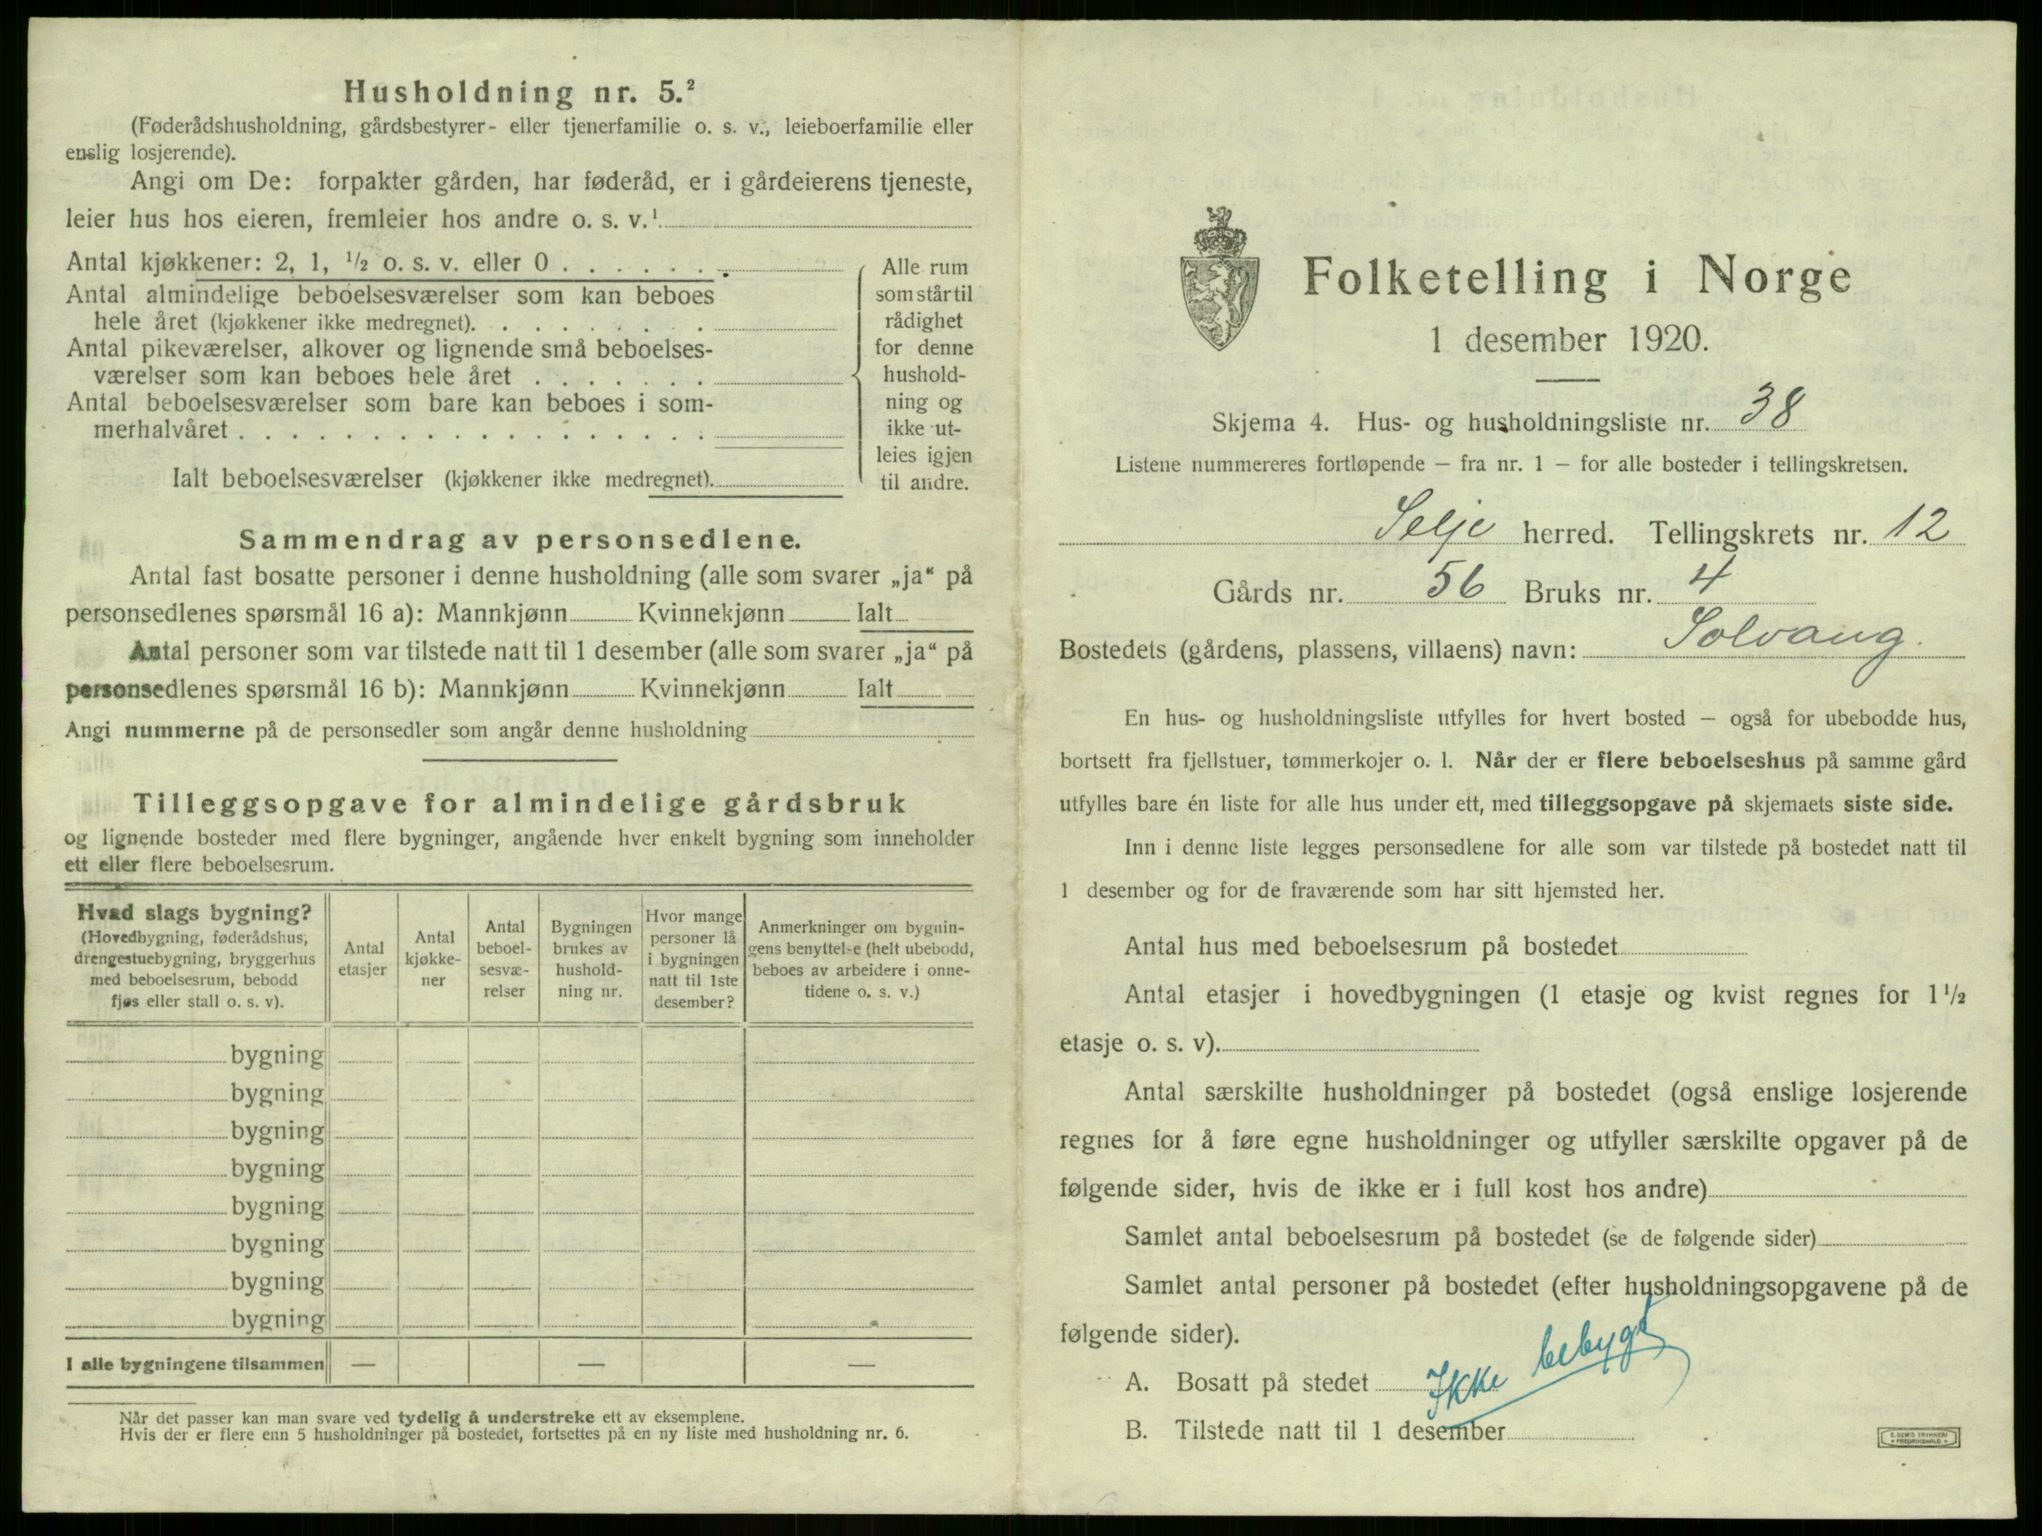 Husholdning nr. 5.²
(Føderådshusholdning, gårdsbestyrer- eller tjenerfamilie o. s. v., leieboerfamilie eller
enslig losjerende).
Angi om De: forpakter gården, har føderåd, er i gårdeierens tjeneste,
leier hus hos eieren, fremleier hos andre o. s. v.¹
Antal kjøkkener: 2, 1, ½ o. s. v. eller 0 . . . . . .
Antal almindelige beboelsesværelser som kan beboes
hele året (kjøkkener ikke medregnet). . . . . . . . .
Antal pikeværelser, alkover og lignende små beboelses-
værelser som kan beboes hele året . . . . . . .
Antal beboelsesværelser som bare kan beboes i som-
merhalvåret . . . . . . . . . . . . . . . . . .
Ialt beboelsesværelser (kjøkkener ikke medregnet).
Alle rum
som står til
rådighet
for denne
hushold-
ning og
ikke ut-
leies igjen
til andre.
Sammendrag av personsedlene.
Antal fast bosatte personer i denne husholdning (alle som svarer „ja“ på
personsedlenes spørsmål 16 a): Mannkjønn Kvinnekjønn Ialt
Antal personer som var tilstede natt til 1 desember (alle som svarer „ja“ på
personsedlenes spørsmål 16 b): Mannkjønn Kvinnekjønn Ialt
Angi nummerne på de personsedler som angår denne husholdning
Tilleggsopgave for almindelige gårdsbruk
og lignende bosteder med flere bygninger, angående hver enkelt bygning som inneholder
ett eller flere beboelsesrum.
Hvad slags bygning?
(Hovedbygning, føderådshus,
drengestuebygning, bryggerhus
med beboelsesrum, bebodd
fjøs eller stall o. s. v).
Antal
etasjer
Antal
kjøkke-
ner
Antal
beboel-
sesvæ-
relser
Bygningen
brukes av
hushold-
ning nr.
Hvor mange
personer lå
i bygningen
natt til 1ste
desember?
Anmerkninger om bygnin-
gens benyttelse (helt ubebodd,
beboes av arbeidere i onne-
tidene o. s. v.)
bygning
bygning
bygning
bygning
bygning
bygning
bygning
bygning
I alle bygningene tilsammen — — —
Når det passer kan man svare ved tydelig å understreke ett av eksemplene.
Hvis der er flere enn 5 husholdninger på bostedet, fortsettes på en ny liste med husholdning nr. 6.
Folketelling i Norge
1 desember 1920.
Skjema 4. Hus- og husholdningsliste nr. 38
Listene nummereres fortløpende – fra nr. 1 – for alle bosteder i tellingskretsen.
Selje herred. Tellingskrets nr. 12
Gårds nr. 56 Bruks nr. 4
Bostedets (gårdens, plassens, villaens) navn: Solvang.
En hus- og husholdningsliste utfylles for hvert bosted – også for ubebodde hus,
bortsett fra fjellstuer, tømmerkojer o. l. Når der er flere beboelseshus på samme gård
utfylles bare én liste for alle hus under ett, med tilleggsopgave på skjemaets siste side.
Inn i denne liste legges personsedlene for alle som var tilstede på bostedet natt til
1 desember og for de fraværende som har sitt hjemsted her.
Antal hus med beboelsesrum på bostedet
Antal etasjer i hovedbygningen (1 etasje og kvist regnes for 1½
etasje o. s. v).
Antal særskilte husholdninger på bostedet (også enslige losjerende
regnes for å føre egne husholdninger og utfyller særskilte opgaver på de
følgende sider, hvis de ikke er i full kost hos andre)
Samlet antal beboelsesrum på bostedet (se de følgende sider)
Samlet antal personer på bostedet (efter husholdningsopgavene på de
følgende sider).
A. Bosatt på stedet Ikke bebygt
B. Tilstede natt til 1 desember